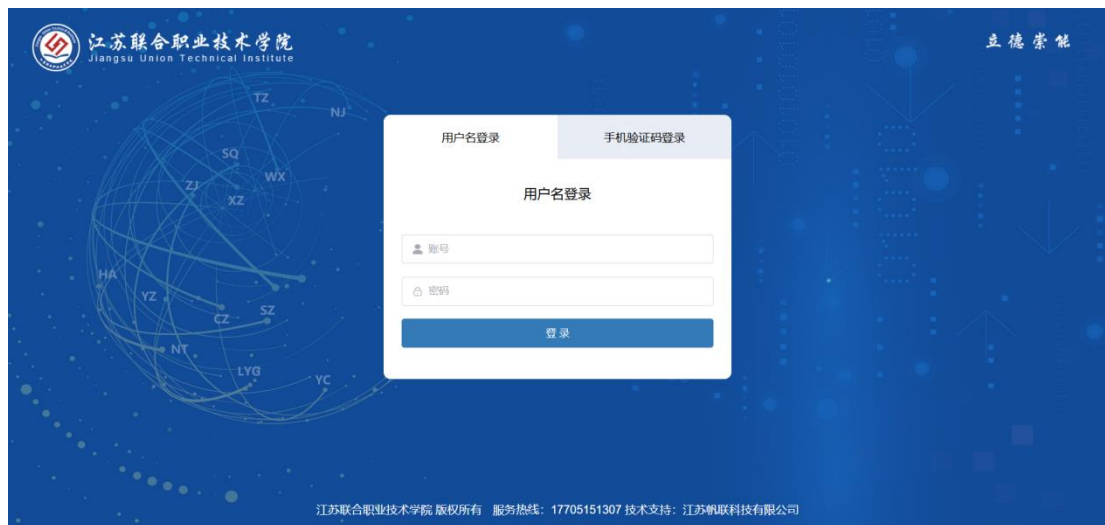 江苏联合职业技术学院
Jiangsu Union Technical Institute
立德崇能
TZ
NJ
用户名登录
手机验证码登录
SQ
WX
ZJ
XZ
用户名登录
账号
HA
YZ
密码
CZ
SZ
登录
NT
LYG
YC
江苏联合职业技术学院 版权所有 服务热线：17705151307 技术支持：江苏帆联科技有限公司